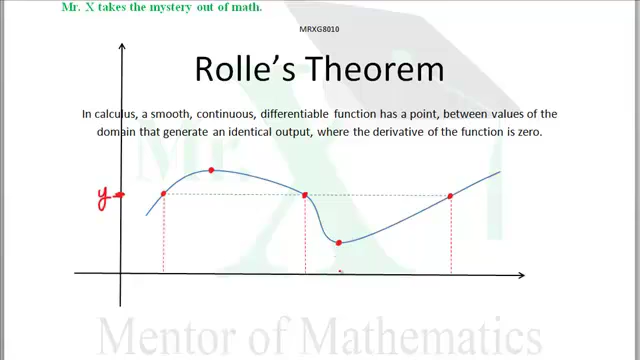 Mr. X takes the mystery out of math.
MRXG8010
Rolle's Theorem
In calculus, a smooth, continuous, differentiable function has a point, between values of the
domain that generate an identical output, where the derivative of the function is zero.
Mr.
y
X
Mentor of Mathematics